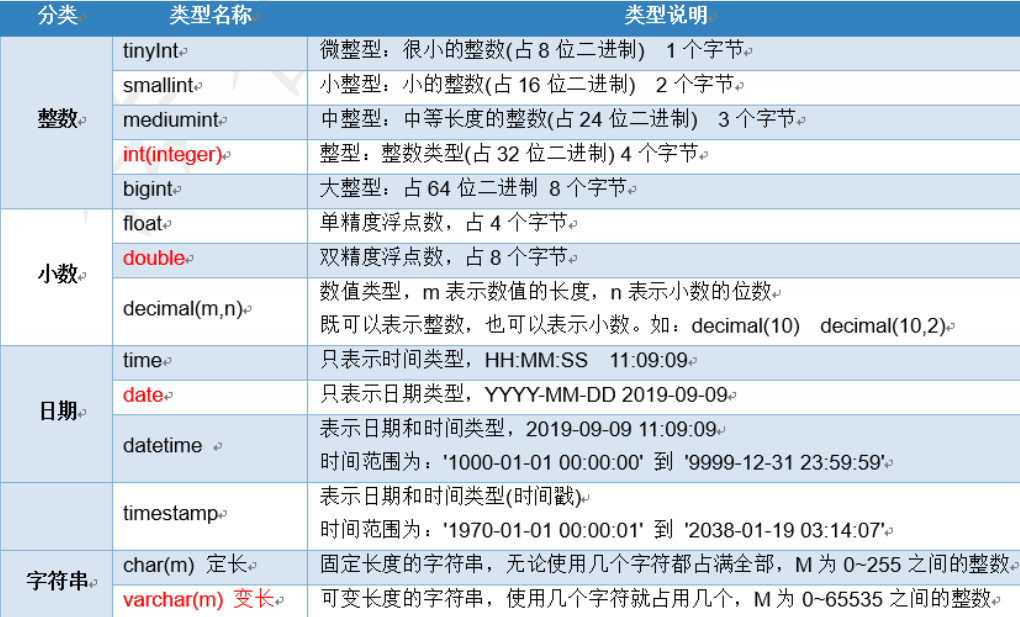 分类 类型名称 类型说明
整数
tinyInt 微整型：很小的整数(占 8 位二进制) 1 个字节
smallint 小整型：小的整数(占 16 位二进制) 2 个字节
mediumint 中整型：中等长度的整数(占 24 位二进制) 3 个字节
int(integer) 整型：整数类型(占 32 位二进制) 4 个字节
bigint 大整型：占 64 位二进制 8 个字节
小数
float 单精度浮点数，占 4 个字节
double 双精度浮点数，占 8 个字节
decimal(m,n) 数值类型，m 表示数值的长度，n 表示小数的位数
既可以表示整数，也可以表示小数。如：decimal(10) decimal(10,2)
日期
time 只表示时间类型，HH:MM:SS 11:09:09
date 只表示日期类型，YYYY-MM-DD 2019-09-09
datetime 表示日期和时间类型，2019-09-09 11:09:09
时间范围为：'1000-01-01 00:00:00' 到 '9999-12-31 23:59:59'
timestamp 表示日期和时间类型(时间戳)
时间范围为：'1970-01-01 00:00:01' 到 '2038-01-19 03:14:07'
字符串
char(m) 定长 固定长度的字符串，无论使用几个字符都占满全部，M 为 0~255 之间的整数
varchar(m) 变长 可变长度的字符串，使用几个字符就占用几个，M 为 0~65535 之间的整数